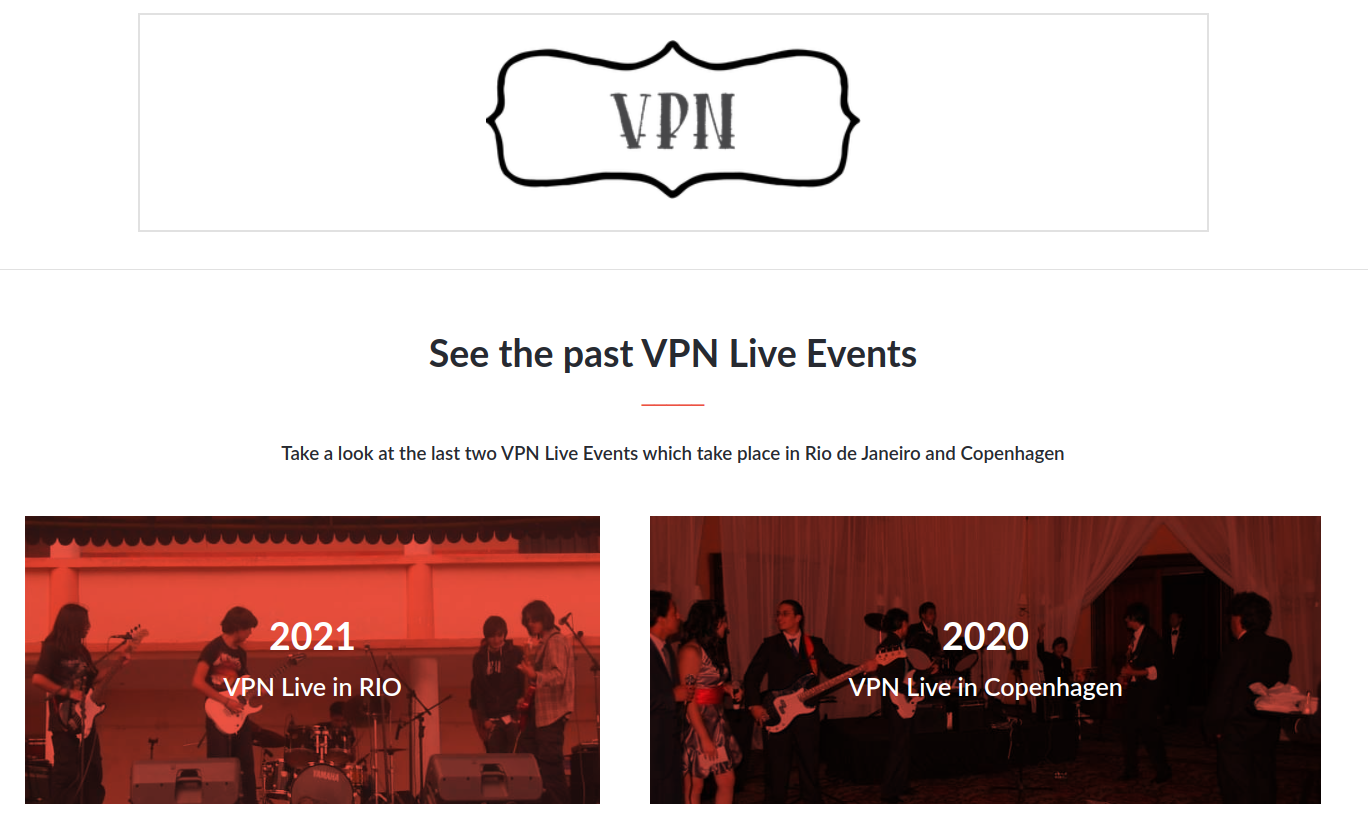 VPN
See the past VPN Live Events
Take a look at the last two VPN Live Events which take place in Rio de Janeiro and Copenhagen
2021
VPN Live in RIO
YAMAHA
2020
VPN Live in Copenhagen